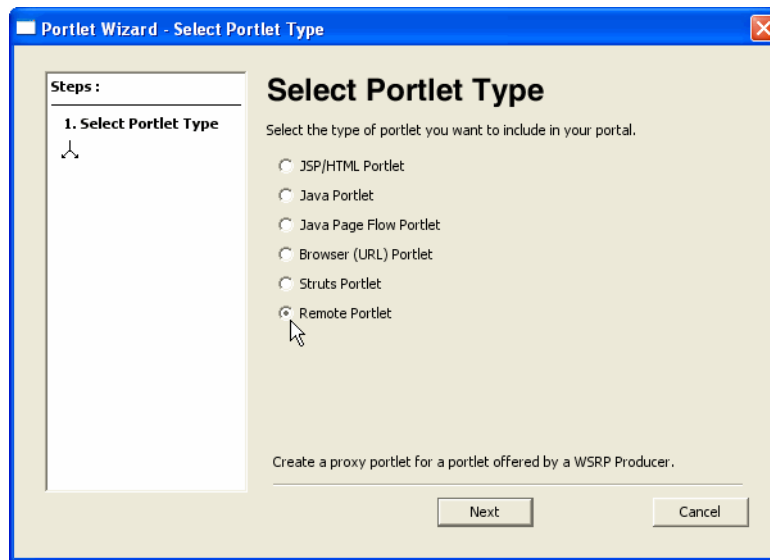 Portlet Wizard - Select Portlet Type
Steps :
1. Select Portlet Type
Select Portlet Type
Select the type of portlet you want to include in your portal.
JSP/HTML Portlet
Java Portlet
Java Page Flow Portlet
Browser (URL) Portlet
Struts Portlet
Remote Portlet
Create a proxy portlet for a portlet offered by a WSRP Producer.
Next
Cancel